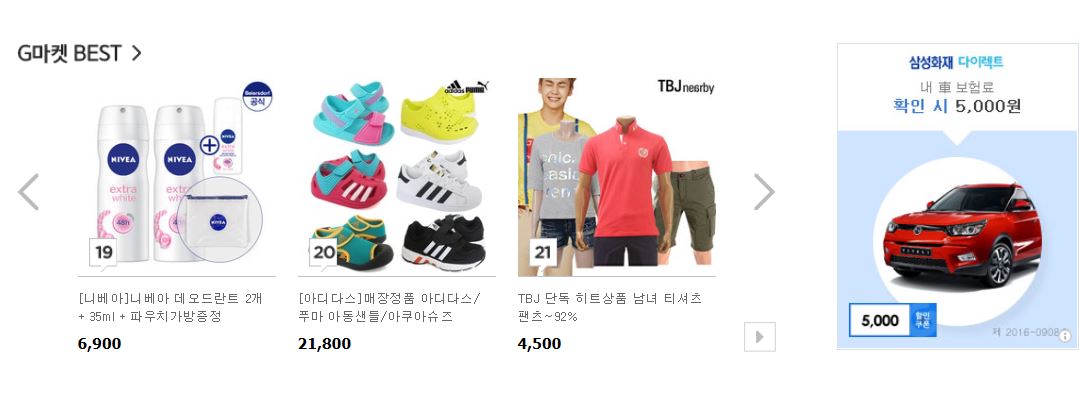 G마켓 BEST
Beiersdorf
공식
NIVEA
NIVEA
NIVEA
extra
white
extra
white
48h
48h
NIVEA
19
[니베아]니베아 데오드란트 2개
+ 35ml + 파우치가방증정
6,900
adidas PUMA
20
[아디다스]매장정품 아디다스/
푸마 아동샌들/아쿠아슈즈
21,800
TBJ nearby
calc.
21
TBJ 단독 히트상품 남녀 티셔츠
팬츠~92%
4,500
삼성화재 다이렉트
내 車 보험료
확인 시 5,000원
5,000
할인
쿠폰
제 2016-0908